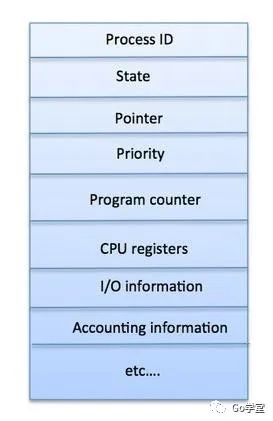 Process ID
State
Pointer
Priority
Program counter
CPU registers
I/O information
Accounting information
etc....
Go学堂